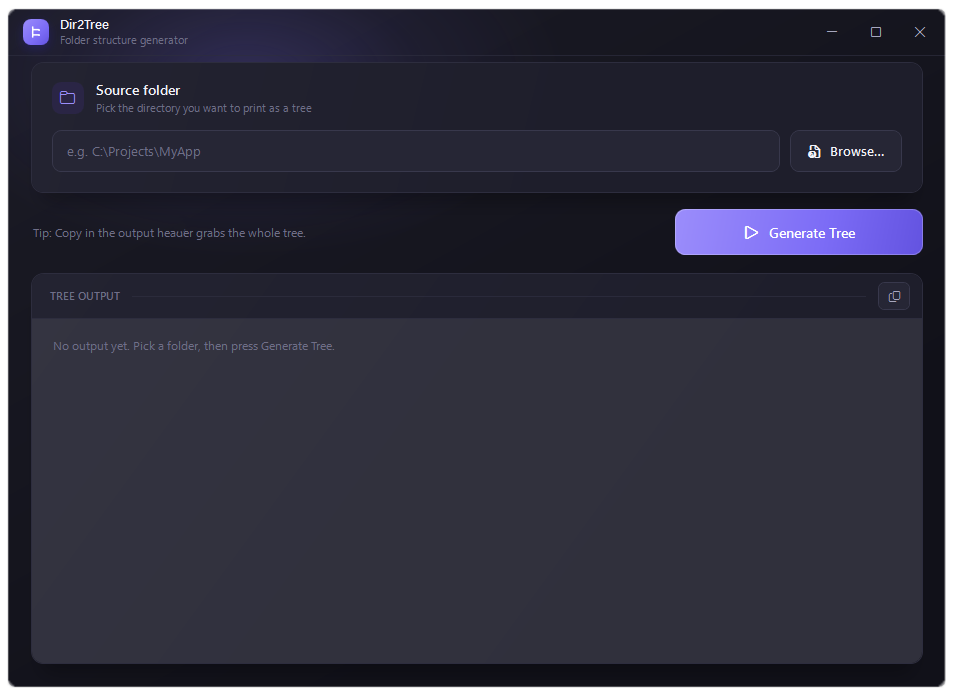 Dir2Tree
Folder structure generator
Source folder
Pick the directory you want to print as a tree
e.g. C:\Projects\MyApp
Browse...
Tip: Copy in the output heauer grabs the whole tree.
Generate Tree
TREE OUTPUT
No output yet. Pick a folder, then press Generate Tree.